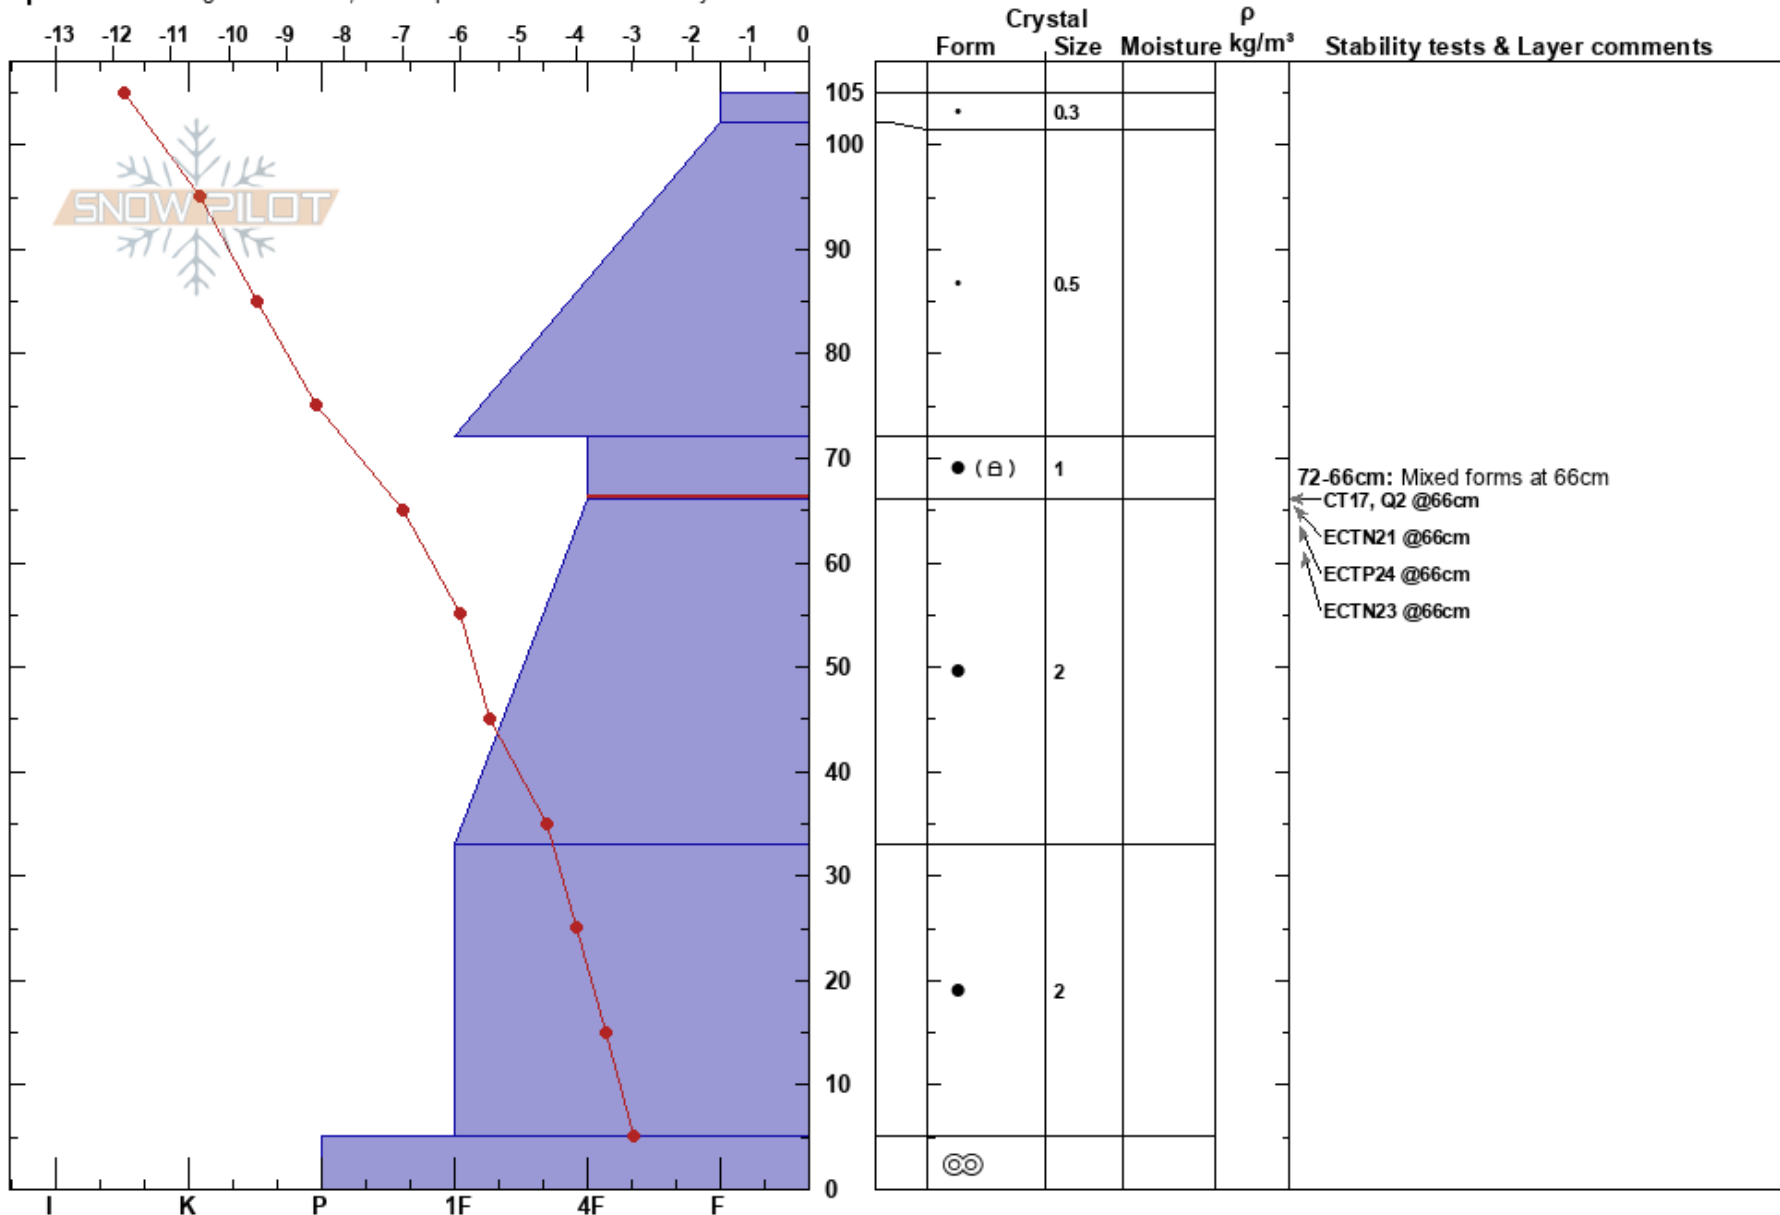 Crystal ρ
Form Size Moisture kg/m³ Stability tests & Layer comments
-13 -12 -11 -10 -9 -8 -7 -6 -5 -4 -3 -2 -1 0
105
0.3
100
SNOW PILOT
90
0.5
80
70
( ) 1
72-66cm: Mixed forms at 66cm
CT17, Q2 @66cm
ECTN21 @66cm
60
ECTP24 @66cm
ECTN23 @66cm
50
2
40
30
20
2
10
0
I K P 1F 4F F